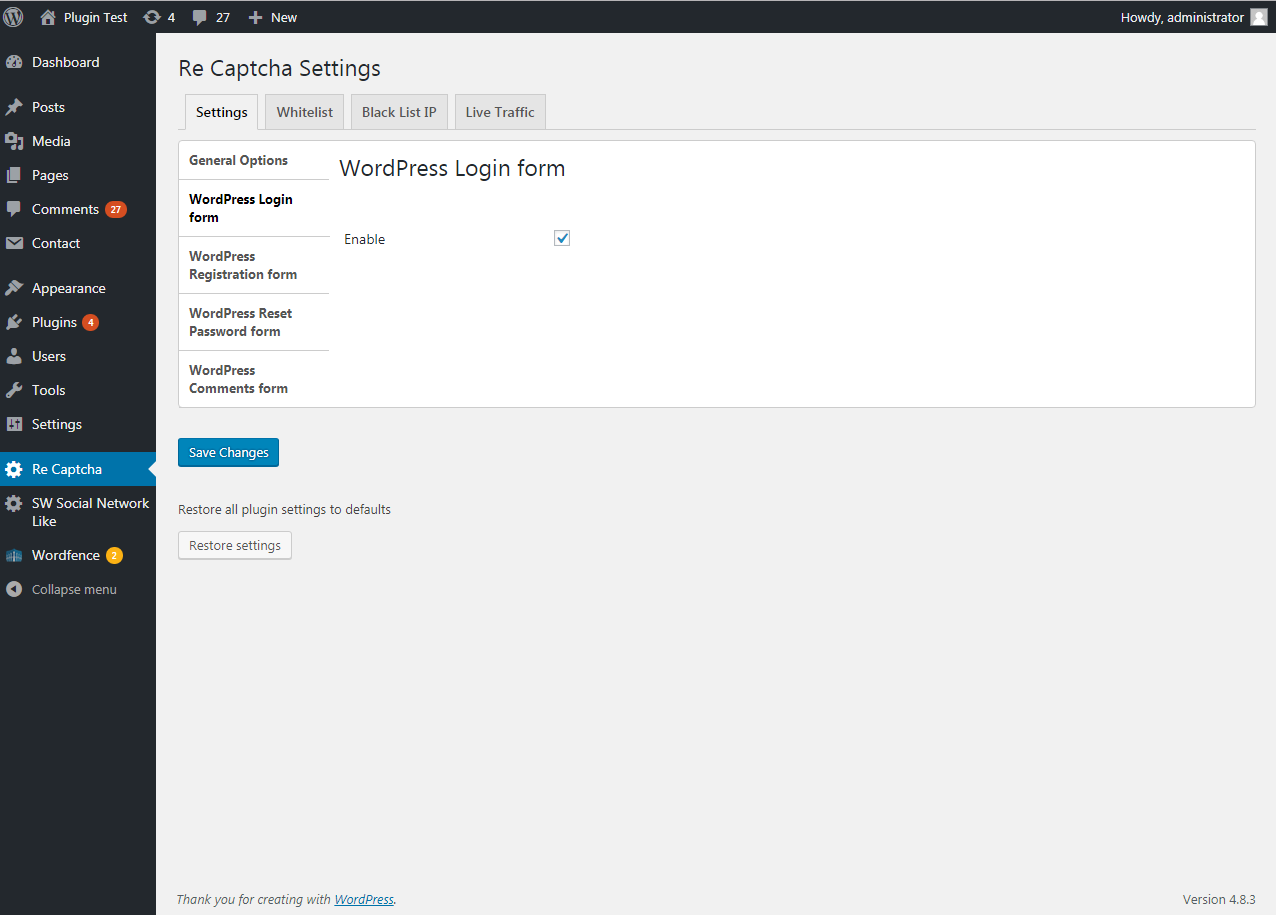 Plugin Test 4 27 New Howdy, administrator
Dashboard
Posts
Media
Pages
Comments 27
Contact
Appearance
Plugins 4
Users
Tools
Settings
Re Captcha
SW Social Network
Like
Wordfence 2
Collapse menu
Re Captcha Settings
Settings Whitelist Black List IP Live Traffic
General Options
WordPress Login
form
WordPress
Registration form
WordPress Reset
Password form
WordPress
Comments form
WordPress Login form
Enable
Save Changes
Restore all plugin settings to defaults
Restore settings
Thank you for creating with WordPress. Version 4.8.3